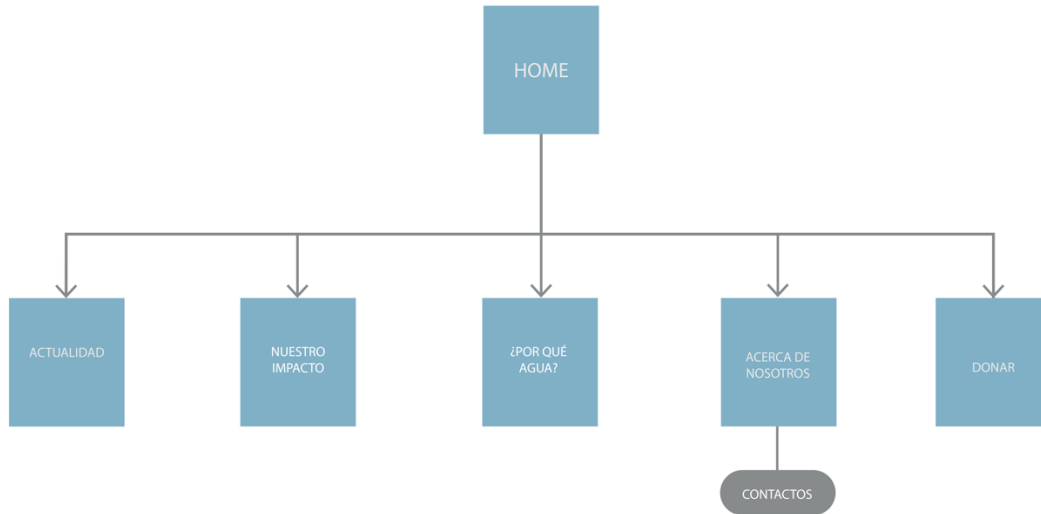 HOME
ACTUALIDAD
NUESTRO
IMPACTO
¿POR QUÉ
AGUA?
ACERCA DE
NOSOTROS
DONAR
CONTACTOS